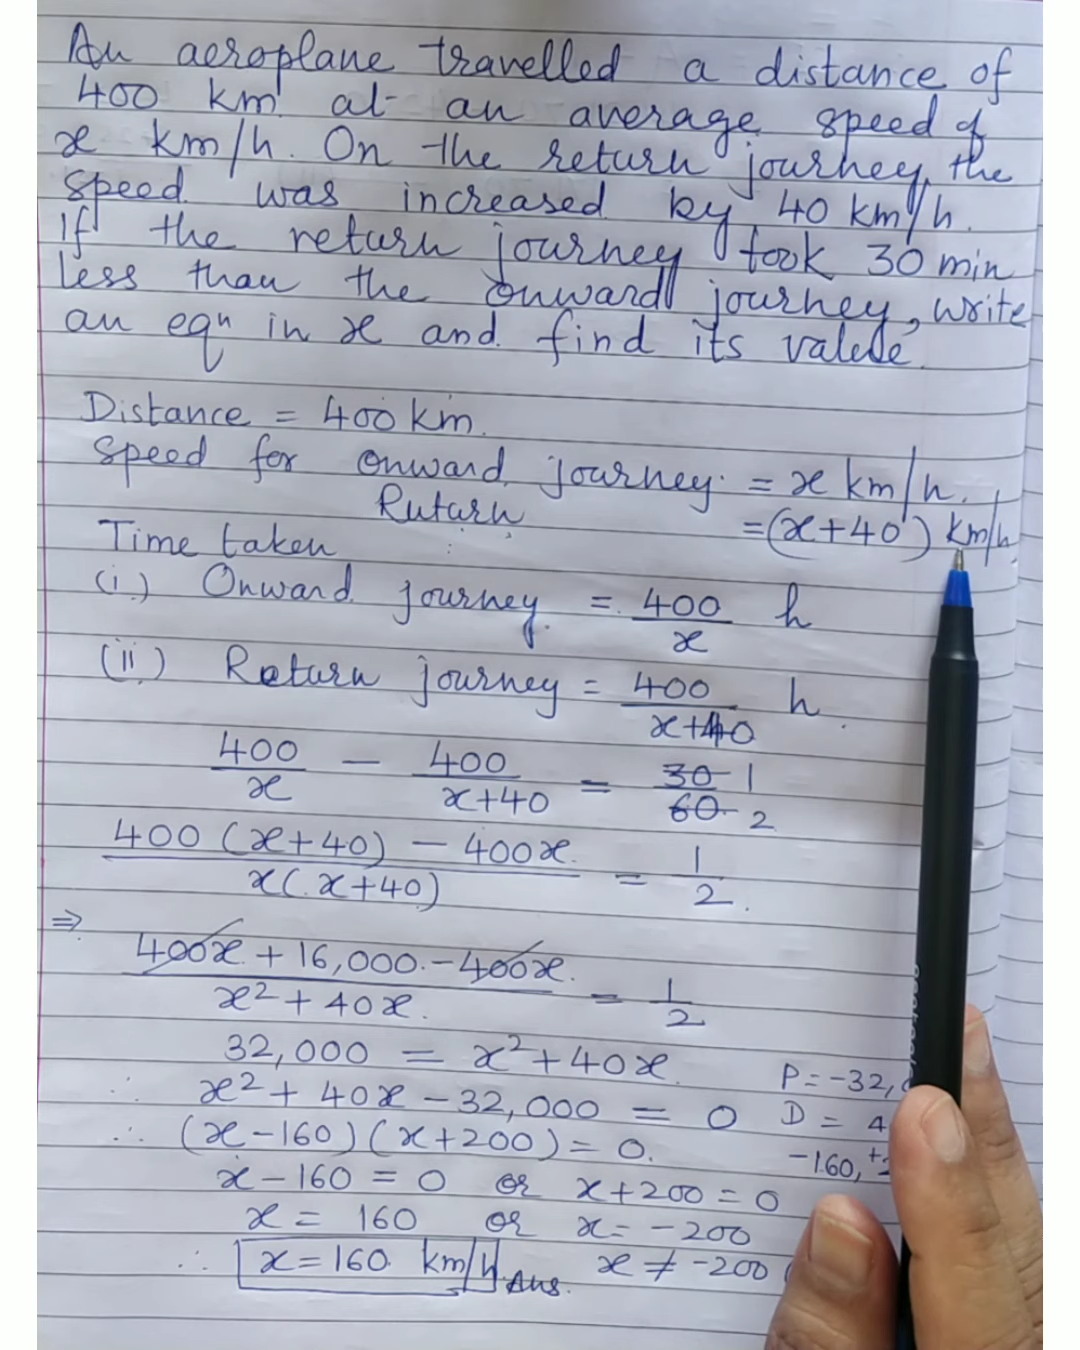 An aeroplane travelled a distance of
400 km at an average speed of
x km/h. On the return journey, the
speed was increased by 40 km/h.
If the return journey took 30 min
less than the onward journey, write
an eqn in x and find its value.
Distance = 400 km.
Speed for onward journey = x km/h.
Ruturn = (x+40) km/h.
Time taken
(i) Onward journey = 400/x h
(ii) Return journey = 400/(x+40) h.
400/x - 400/(x+40) = 30/60 1/2
(400(x+40) - 400x)/(x(x+40)) = 1/2.
⇒ (400x + 16,000 - 400x)/(x² + 40x) = 1/2
32,000 = x² + 40x.
∴ x² + 40x - 32,000 = 0
P = -32,
∴ (x-160)(x+200) = 0.
D = 4
-160, +
x - 160 = 0 or x + 200 = 0
x = 160 or x = -200
∴ x = 160 km/h Ans. x ≠ -200